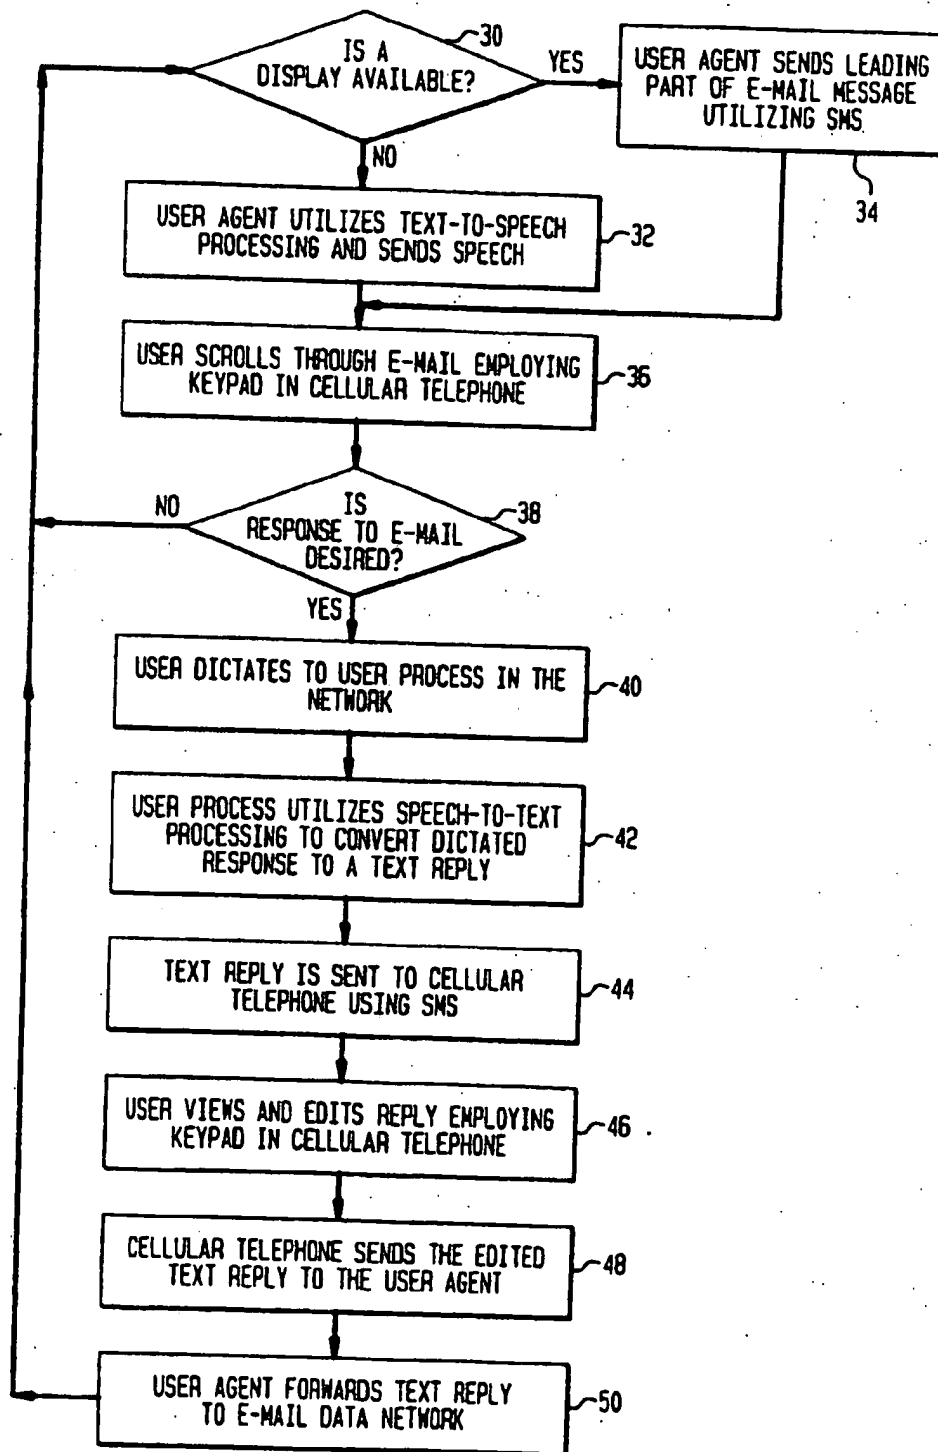 IS A
DISPLAY AVAILABLE?
30
YES
USER AGENT SENDS LEADING
PART OF E-MAIL MESSAGE
UTILIZING SMS
34
NO
USER AGENT UTILIZES TEXT-TO-SPEECH
PROCESSING AND SENDS SPEECH
32
USER SCROLLS THROUGH E-MAIL EMPLOYING
KEYPAD IN CELLULAR TELEPHONE
36
NO
IS
RESPONSE TO E-MAIL
DESIRED?
38
YES
USER DICTATES TO USER PROCESS IN THE
NETWORK
40
USER PROCESS UTILIZES SPEECH-TO-TEXT
PROCESSING TO CONVERT DICTATED
RESPONSE TO A TEXT REPLY
42
TEXT REPLY IS SENT TO CELLULAR
TELEPHONE USING SMS
44
USER VIEWS AND EDITS REPLY EMPLOYING
KEYPAD IN CELLULAR TELEPHONE
46
CELLULAR TELEPHONE SENDS THE EDITED
TEXT REPLY TO THE USER AGENT
48
USER AGENT FORWARDS TEXT REPLY
TO E-MAIL DATA NETWORK
50